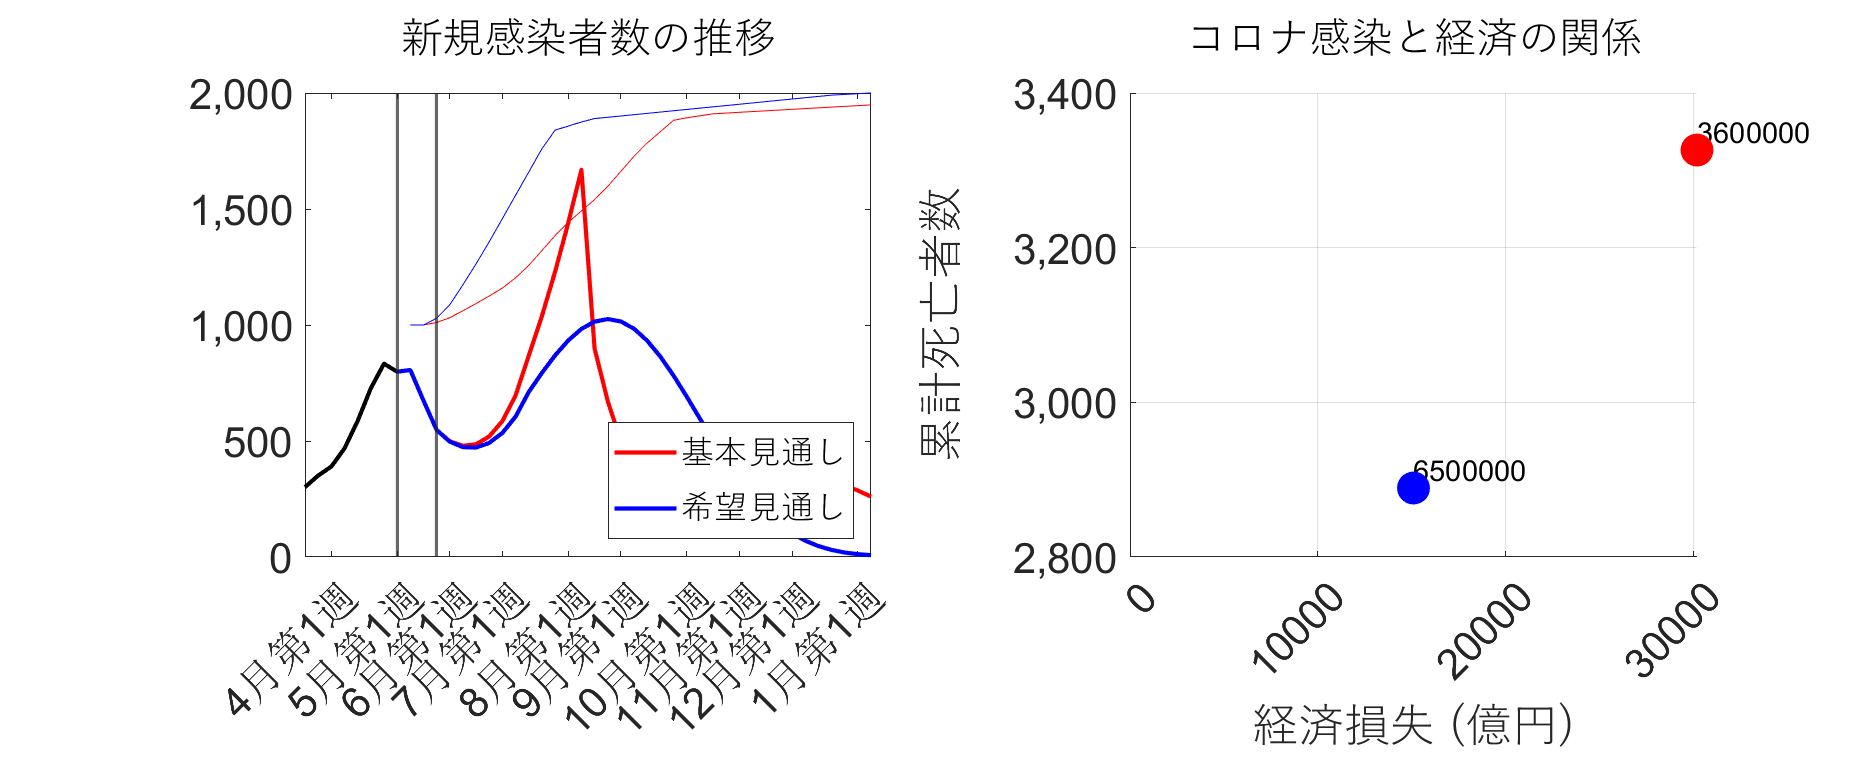 新規感染者数の推移
2,000
1,500
1,000
500
0
4月第1週
5月第1週
6月第1週
7月第1週
8月第1週
9月第1週
10月第1週
11月第1週
12月第1週
1月第1週
基本見通し
希望見通し
コロナ感染と経済の関係
累計死亡者数
3,400
3,200
3,000
2,800
3600000
6500000
0
10000
20000
30000
経済損失 (億円)